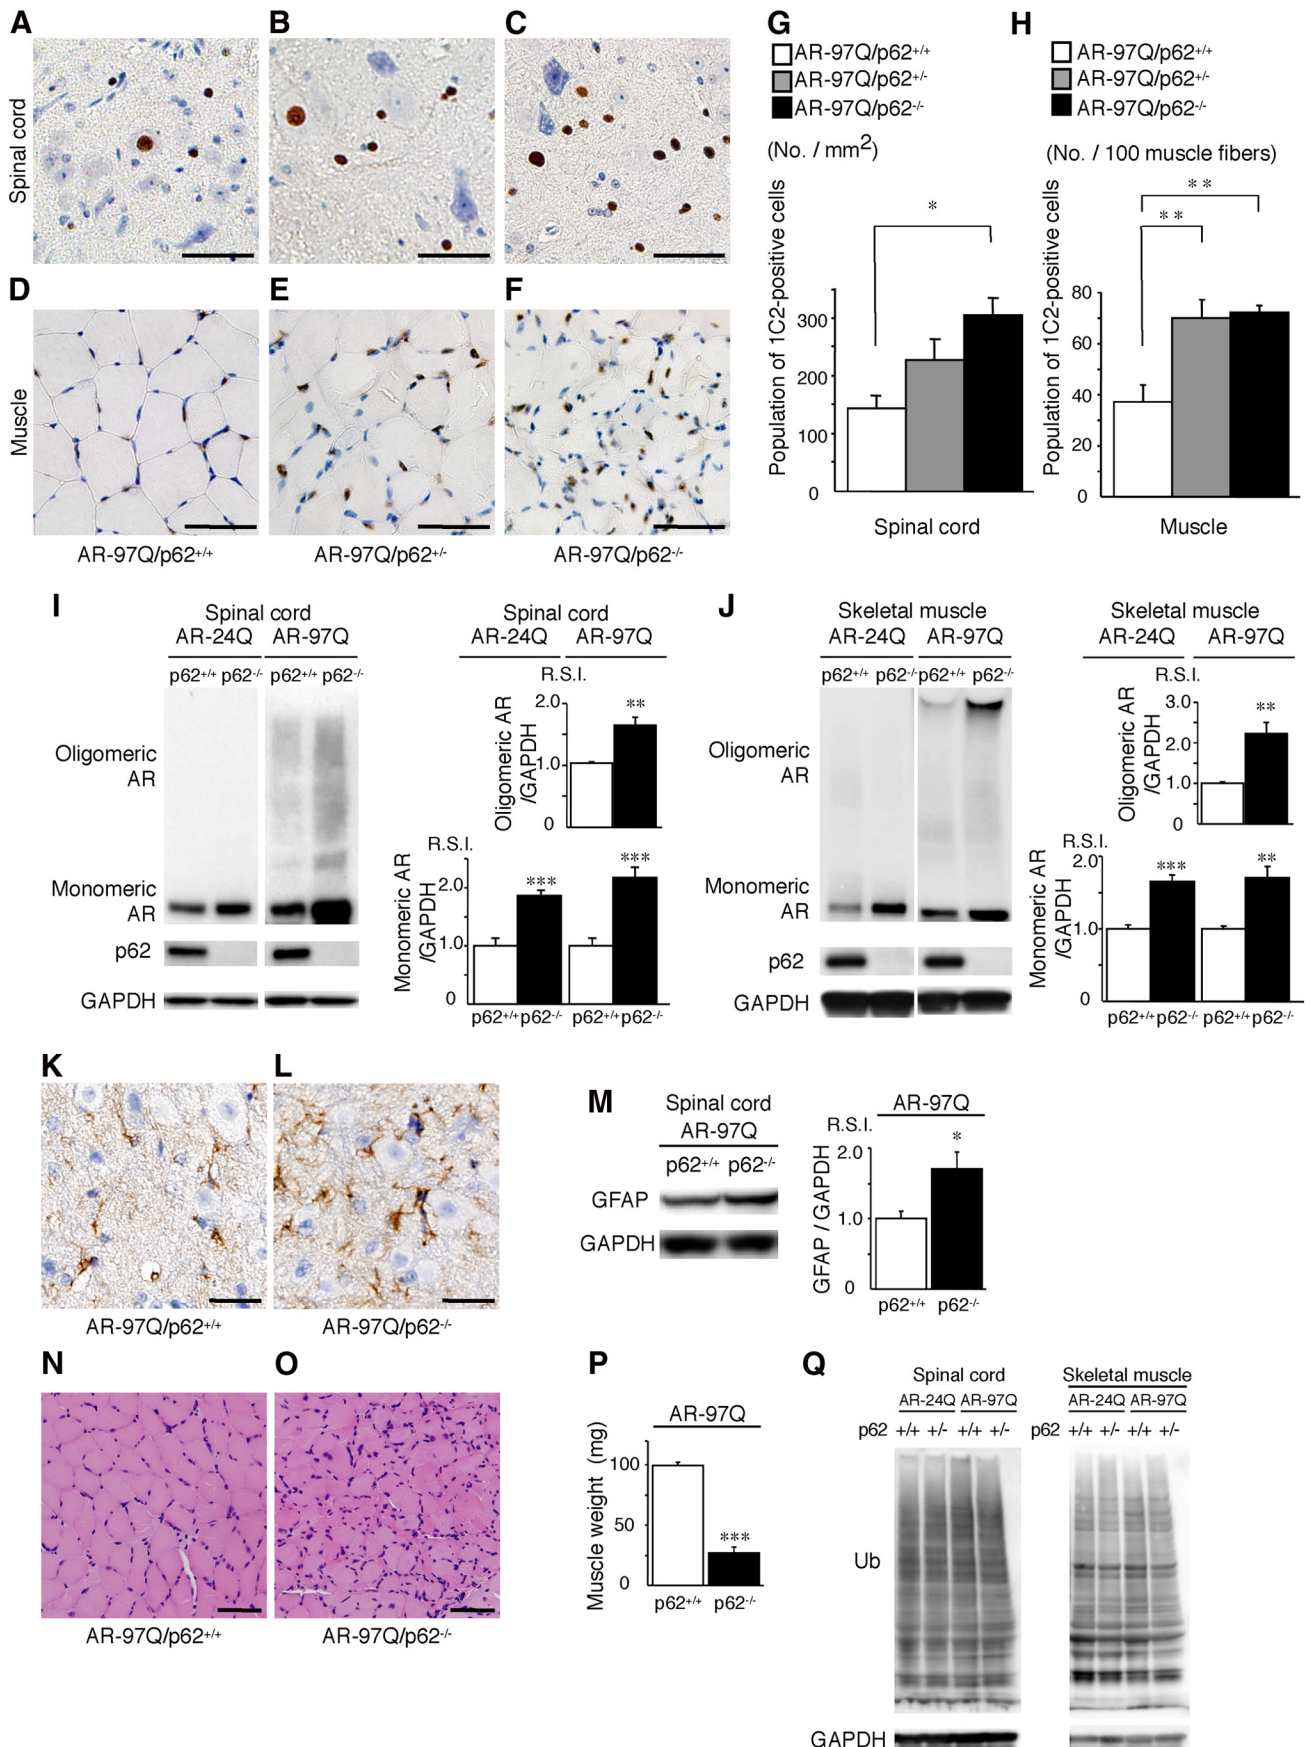 A
B
C
Spinal cord
D
E
F
Muscle
AR-97Q/p62+/+
AR-97Q/p62+/-
AR-97Q/p62-/-
G
AR-97Q/p62+/+
AR-97Q/p62+/-
AR-97Q/p62-/-
(No. / mm2)
Population of 1C2-positive cells
*
300
200
100
0
Spinal cord
H
AR-97Q/p62+/+
AR-97Q/p62+/-
AR-97Q/p62-/-
(No. / 100 muscle fibers)
Population of 1C2-positive cells
**
**
80
60
40
20
0
Muscle
I
Spinal cord
AR-24Q AR-97Q
p62+/+ p62-/- p62+/+ p62-/-
Oligomeric
AR
Monomeric
AR
p62
GAPDH
Spinal cord
AR-24Q AR-97Q
R.S.I.
Oligomeric AR
/GAPDH
2.0
1.0
0
**
R.S.I.
Monomeric AR
/GAPDH
2.0
1.0
0
***
***
p62+/+ p62-/- p62+/+ p62-/-
J
Skeletal muscle
AR-24Q AR-97Q
p62+/+ p62-/- p62+/+ p62-/-
Oligomeric
AR
Monomeric
AR
p62
GAPDH
Skeletal muscle
AR-24Q AR-97Q
R.S.I.
Oligomeric AR
/GAPDH
3.0
2.0
1.0
0
**
R.S.I.
Monomeric AR
/GAPDH
2.0
1.0
0
***
**
p62+/+ p62-/- p62+/+ p62-/-
K
L
AR-97Q/p62+/+
AR-97Q/p62-/-
M
Spinal cord
AR-97Q
p62+/+ p62-/-
GFAP
GAPDH
AR-97Q
R.S.I.
GFAP / GAPDH
2.0
1.0
0
*
p62+/+ p62-/-
N
O
AR-97Q/p62+/+
AR-97Q/p62-/-
P
AR-97Q
Muscle weight (mg)
100
50
0
***
p62+/+ p62-/-
Q
Spinal cord
AR-24Q AR-97Q
p62 +/+ +/- +/+ +/-
Ub
GAPDH
Skeletal muscle
AR-24Q AR-97Q
p62 +/+ +/- +/+ +/-